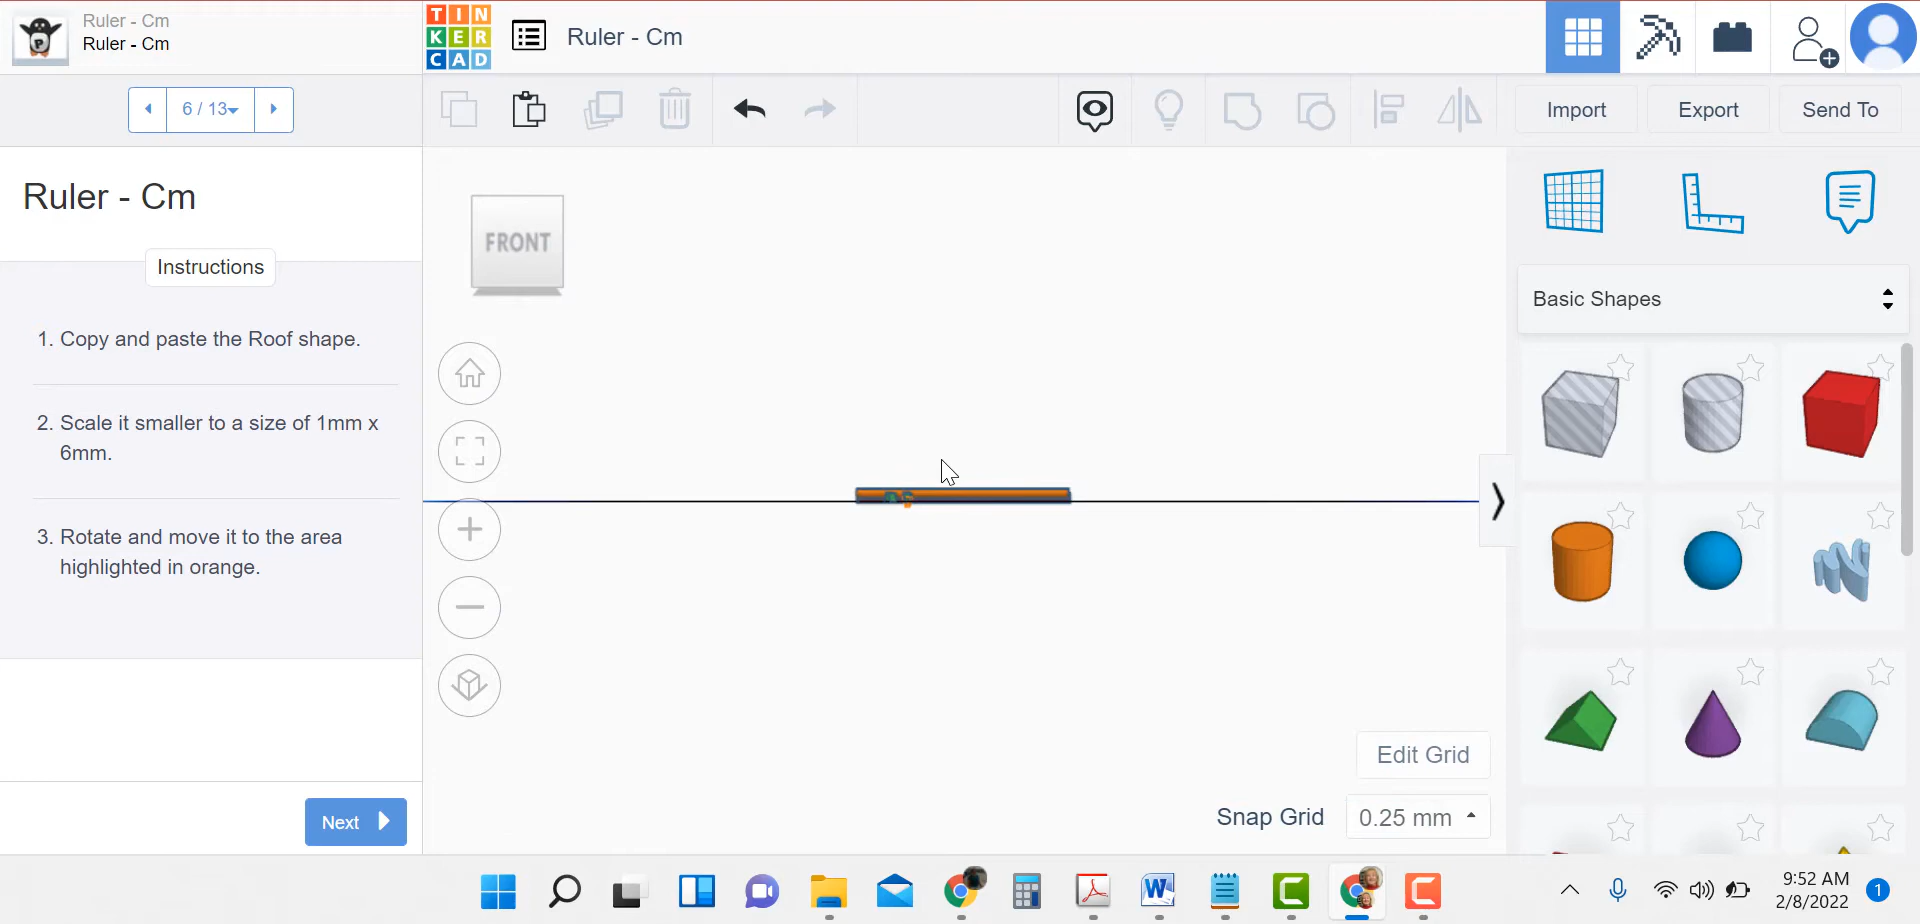 Ruler - Cm
Ruler - Cm
TIN
KER
CAD
Ruler - Cm
6 / 13
Import
Export
Send To
Ruler - Cm
Instructions
1. Copy and paste the Roof shape.
2. Scale it smaller to a size of 1mm x
6mm.
3. Rotate and move it to the area
highlighted in orange.
Next
FRONT
Edit Grid
Snap Grid
0.25 mm
Basic Shapes
9:52 AM
2/8/2022
1